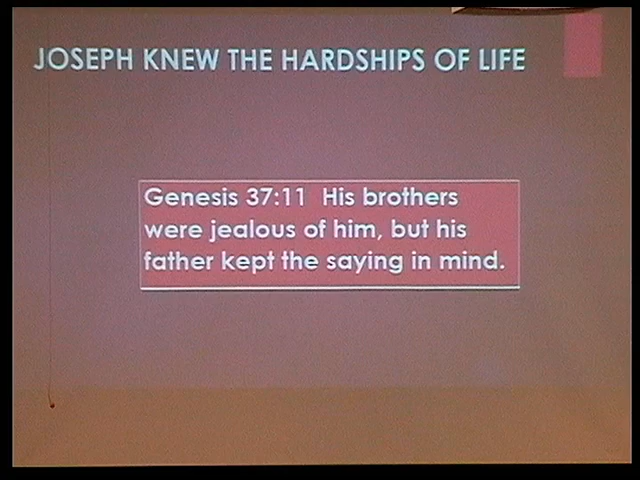 JOSEPH KNEW THE HARDSHIPS OF LIFE
Genesis 37:11 His brothers
were jealous of him, but his
father kept the saying in mind.